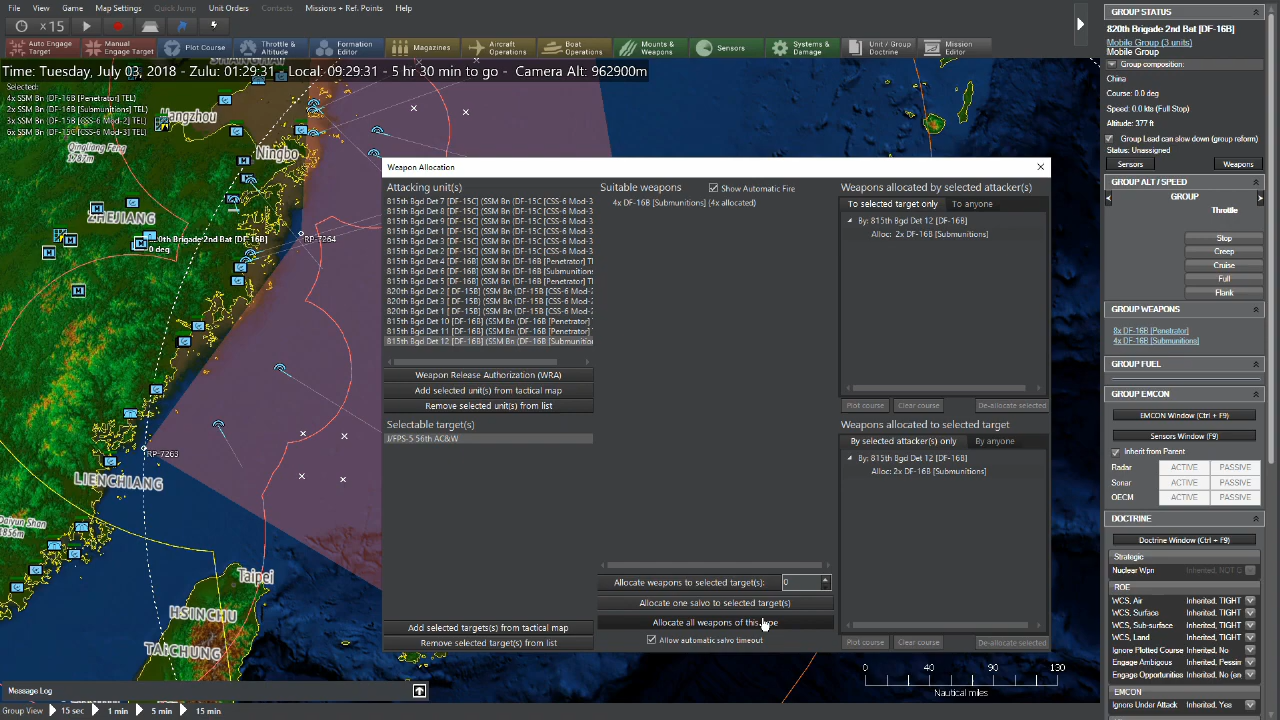 File View Game Map Settings Quick Jump Unit Orders Contacts Missions + Ref. Points Help
×15
Auto Engage Target
Manual Engage Target
Plot Course
Throttle & Altitude
Formation Editor
Magazines
Aircraft Operations
Boat Operations
Mounts & Weapons
Sensors
Systems & Damage
Unit / Group Doctrine
Mission Editor
Time: Tuesday, July 03, 2018 - Zulu: 01:29:31 - Local: 09:29:31 - 5 hr 30 min to go - Camera Alt: 962900m
Selected:
4x SSM Bn (DF-16B [Penetrator] TEL)
2x SSM Bn (DF-16B [Submunitions] TEL)
6x SSM Bn (DF-15B [CSS-6 Mod-3] TEL)
6x SSM Bn (DF-15C [CSS-6 Mod-3] TEL)
Hangzhou
Qingliang Fang
1787m
Ningbo
ZHEJIANG
820th Brigade 2nd Bat [DF-16B]
0 deg
RP-7264
RP-7263
LIENCHIANG
Daiyun Shan
1856m
Taipei
HSINCHU
TAICHUNG
Weapon Allocation
Attacking unit(s)
815th Bgd Det 7 [DF-15C] (SSM Bn (DF-15C [CSS-6 Mod-3
815th Bgd Det 8 [DF-15C] (SSM Bn (DF-15C [CSS-6 Mod-3
815th Bgd Det 9 [DF-15C] (SSM Bn (DF-15C [CSS-6 Mod-3
815th Bgd Det 1 [DF-15C] (SSM Bn (DF-15C [CSS-6 Mod-3
815th Bgd Det 3 [DF-15C] (SSM Bn (DF-15C [CSS-6 Mod-3
815th Bgd Det 2 [DF-15C] (SSM Bn (DF-15C [CSS-6 Mod-3
815th Bgd Det 4 [DF-16B] (SSM Bn (DF-16B [Penetrator] T
815th Bgd Det 6 [DF-16B] (SSM Bn (DF-16B [Submunitions
815th Bgd Det 5 [DF-16B] (SSM Bn (DF-16B [Penetrator] T
820th Bgd Det 2 [ DF-15B] (SSM Bn (DF-15B [CSS-6 Mod-
820th Bgd Det 3 [ DF-15B] (SSM Bn (DF-15B [CSS-6 Mod-
820th Bgd Det 1 [ DF-15B] (SSM Bn (DF-15B [CSS-6 Mod-
815th Bgd Det 10 [DF-16B] (SSM Bn (DF-16B [Penetrator]
815th Bgd Det 11 [DF-16B] (SSM Bn (DF-16B [Penetrator]
815th Bgd Det 12 [DF-16B] (SSM Bn (DF-16B [Submunition
Weapon Release Authorization (WRA)
Add selected unit(s) from tactical map
Remove selected unit(s) from list
Selectable target(s)
J/FPS-5 56th AC&W
Add selected targets(s) from tactical map
Remove selected target(s) from list
Suitable weapons
Show Automatic Fire
4x DF-16B [Submunitions] (4x allocated)
Allocate weapons to selected target(s): 0
Allocate one salvo to selected target(s)
Allocate all weapons of this type
Allow automatic salvo timeout
Weapons allocated by selected attacker(s)
To selected target only
To anyone
By: 815th Bgd Det 12 [DF-16B]
Alloc: 2x DF-16B [Submunitions]
Plot course Clear course De-allocate selected
Weapons allocated to selected target
By selected attacker(s) only
By anyone
By: 815th Bgd Det 12 [DF-16B]
Alloc: 2x DF-16B [Submunitions]
Plot course Clear course De-allocate selected
0 40 90 130
Nautical miles
Message Log
Group View 15 sec 1 min 5 min 15 min
GROUP STATUS
820th Brigade 2nd Bat [DF-16B]
Mobile Group (3 units)
Mobile Group
Group composition:
China
Course: 0.0 deg
Speed: 0.0 kts (Full Stop)
Altitude: 377 ft
Group Lead can slow down (group reform)
Status: Unassigned
Sensors Weapons
GROUP ALT / SPEED
GROUP
Throttle
Stop
Creep
Cruise
Full
Flank
GROUP WEAPONS
8x DF-16B [Penetrator]
4x DF-16B [Submunitions]
GROUP FUEL
GROUP EMCON
EMCON Window (Ctrl + F9)
Sensors Window (F9)
Inherit from Parent
Radar ACTIVE PASSIVE
Sonar ACTIVE PASSIVE
OECM ACTIVE PASSIVE
DOCTRINE
Doctrine Window (Ctrl + F9)
Strategic
Nuclear Wpn Inherited, NOT G
ROE
WCS, Air Inherited, TIGHT
WCS, Surface Inherited, TIGHT
WCS, Sub-surface Inherited, TIGHT
WCS, Land Inherited, TIGHT
Ignore Plotted Course Inherited, No
Engage Ambiguous Inherited, Pessim
Engage Opportunities Inherited, No (en
EMCON
Ignore Under Attack Inherited, Yes